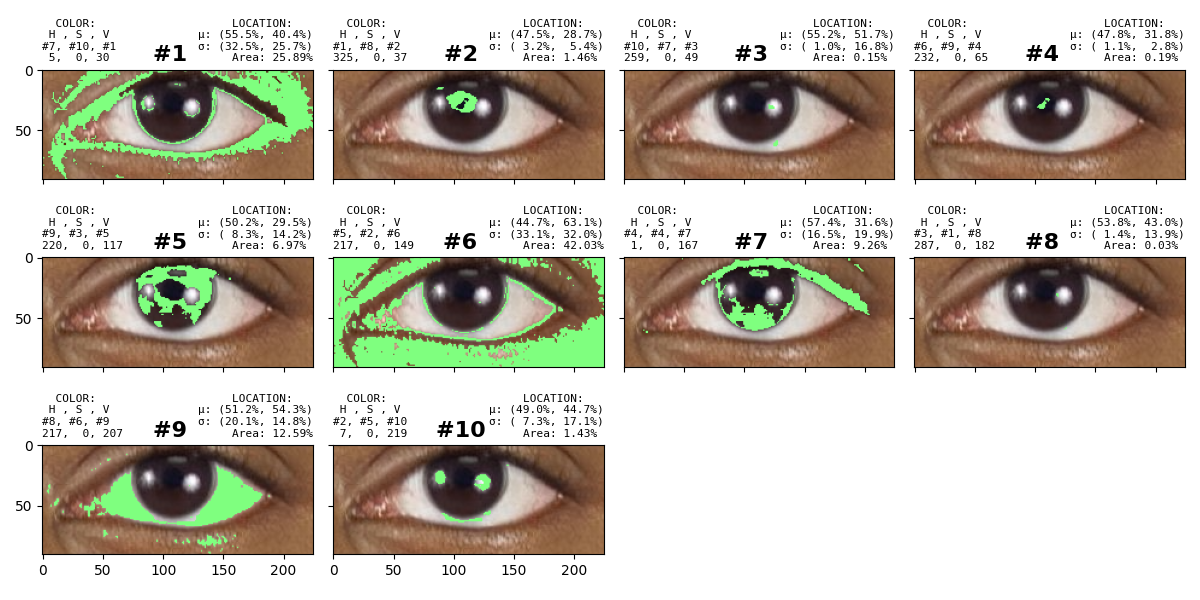 COLOR: LOCATION:
H , S , V μ: (55.5%, 40.4%)
#7, #10, #1 #1 σ: (32.5%, 25.7%)
5, 0, 30 Area: 25.89%
COLOR: LOCATION:
H , S , V μ: (47.5%, 28.7%)
#1, #8, #2 #2 σ: ( 3.2%, 5.4%)
325, 0, 37 Area: 1.46%
COLOR: LOCATION:
H , S , V μ: (55.2%, 51.7%)
#10, #7, #3 #3 σ: ( 1.0%, 16.8%)
259, 0, 49 Area: 0.15%
COLOR: LOCATION:
H , S , V μ: (47.8%, 31.8%)
#6, #9, #4 #4 σ: ( 1.1%, 2.8%)
232, 0, 65 Area: 0.19%
0
50
COLOR: LOCATION:
H , S , V μ: (50.2%, 29.5%)
#9, #3, #5 #5 σ: ( 8.3%, 14.2%)
220, 0, 117 Area: 6.97%
COLOR: LOCATION:
H , S , V μ: (44.7%, 63.1%)
#5, #2, #6 #6 σ: (33.1%, 32.0%)
217, 0, 149 Area: 42.03%
COLOR: LOCATION:
H , S , V μ: (57.4%, 31.6%)
#4, #4, #7 #7 σ: (16.5%, 19.9%)
1, 0, 167 Area: 9.26%
COLOR: LOCATION:
H , S , V μ: (53.8%, 43.0%)
#3, #1, #8 #8 σ: ( 1.4%, 13.9%)
287, 0, 182 Area: 0.03%
0
50
COLOR: LOCATION:
H , S , V μ: (51.2%, 54.3%)
#8, #6, #9 #9 σ: (20.1%, 14.8%)
217, 0, 207 Area: 12.59%
COLOR: LOCATION:
H , S , V μ: (49.0%, 44.7%)
#2, #5, #10 #10 σ: ( 7.3%, 17.1%)
7, 0, 219 Area: 1.43%
0
50
0 50 100 150 200
0 50 100 150 200